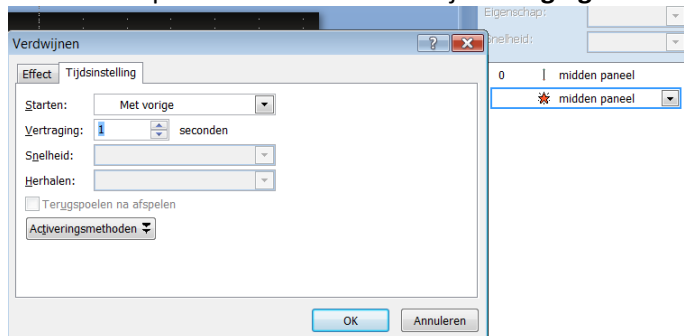 Eigenschap:
Snelheid:
Verdwijnen
Effect Tijdsinstelling
Starten: Met vorige
Vertraging: 1 seconden
Snelheid:
Herhalen:
Terugspoelen na afspelen
Activeringsmethoden
OK Annuleren
0 midden paneel
midden paneel